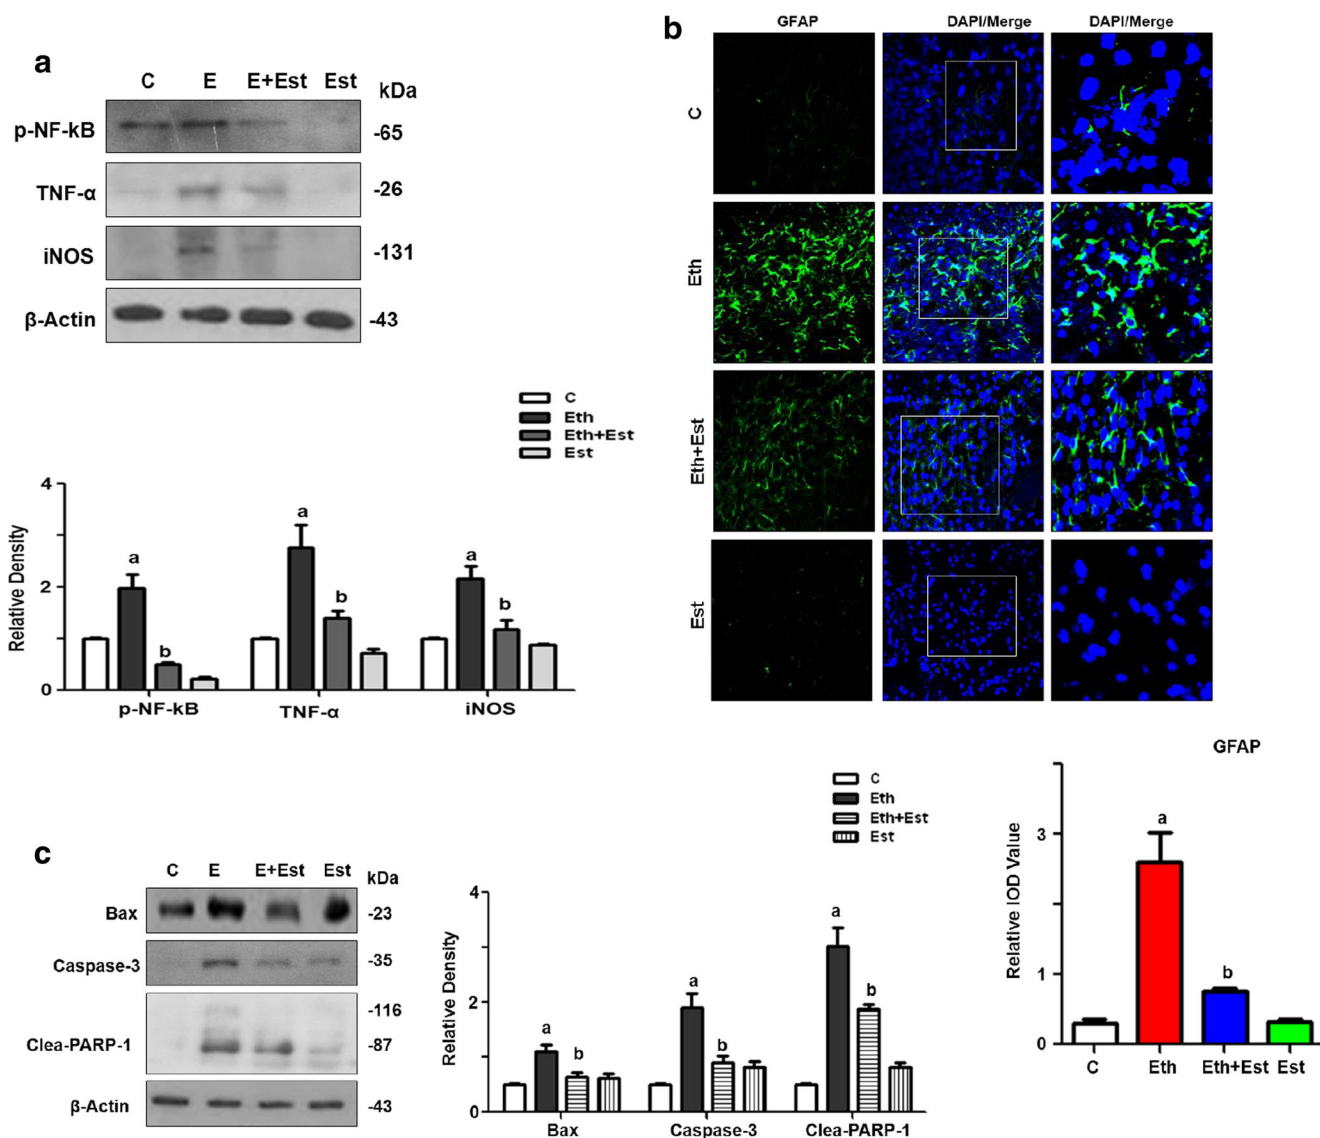 a
C E E+Est Est
kDa
p-NF-kB -65
TNF-α -26
iNOS -131
β-Actin -43
C
Eth
Eth+Est
Est
Relative Density
4
2
0
a b a b a b
p-NF-kB TNF-α iNOS
b
GFAP DAPI/Merge DAPI/Merge
C
Eth
Eth+Est
Est
GFAP
Relative IOD Value
3
1
0
a
b
C Eth Eth+Est Est
c
C E E+Est Est
kDa
Bax -23
Caspase-3 -35
-116
Clea-PARP-1 -87
β-Actin -43
C
Eth
Eth+Est
Est
Relative Density
4
2
0
a b a b a b
Bax Caspase-3 Clea-PARP-1